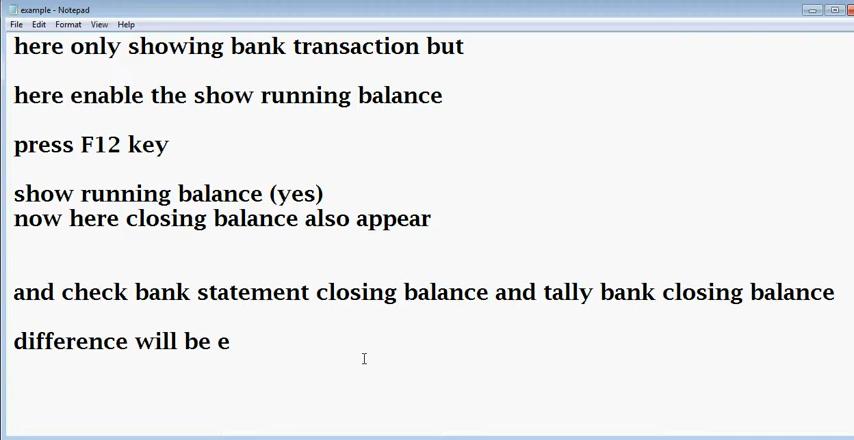 example - Notepad
File Edit Format View Help
here only showing bank transaction but
here enable the show running balance
press F12 key
show running balance (yes)
now here closing balance also appear
and check bank statement closing balance and tally bank closing balance
difference will be e